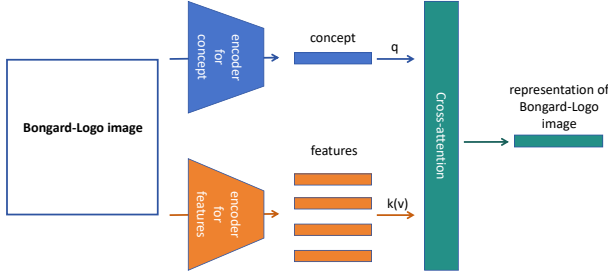 Bongard-Logo image
encoder
for
concept
concept
q
encoder
for
features
features
k(v)
Cross-attention
representation of
Bongard-Logo
image